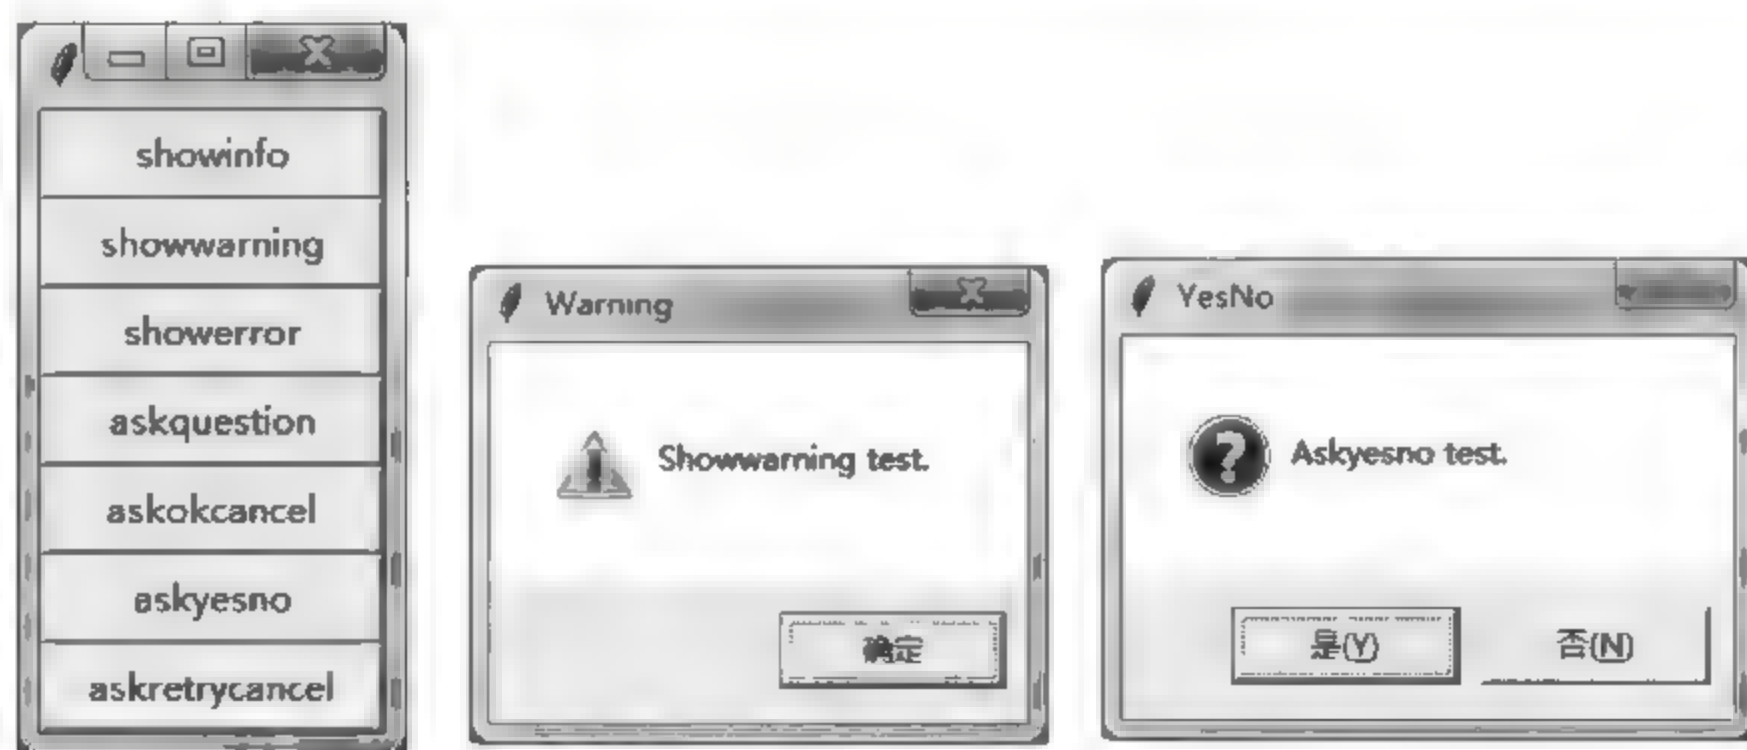 showinfo
showwarning
showerror
askquestion
askokcancel
askyesno
askretrycancel
Warning
Showwarning test.
确定
YesNo
Askyesno test.
是(Y)
否(N)